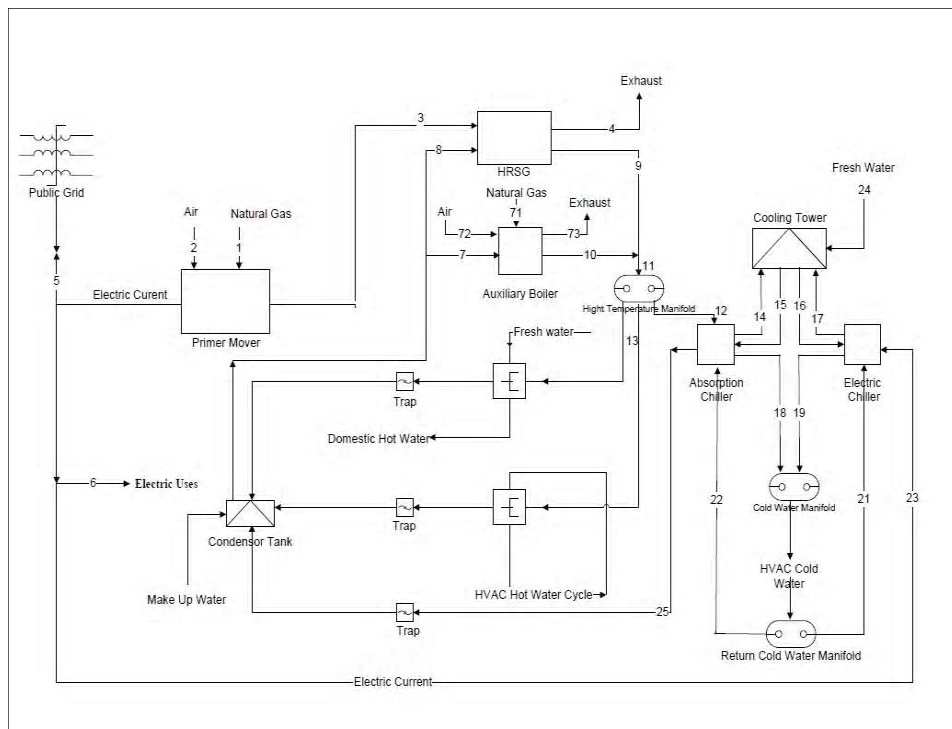 Exhaust
3
4
8
9
HRSG
Public Grid
Fresh Water
24
Natural Gas
71
Exhaust
Air
72
73
Cooling Tower
Air
Natural Gas
2
1
7
10
11
5
Electric Curent
Auxiliary Boiler
Hight Temperature Manifold
12
14
15
16
17
Primer Mover
Fresh water
13
Absorption
Chiller
Electric
Chiller
Trap
Domestic Hot Water
18
19
6
Electric Uses
22
21
23
Cold Water Manifold
Trap
Condensor Tank
HVAC Cold
Water
Make Up Water
HVAC Hot Water Cycle
25
Trap
Return Cold Water Manifold
Electric Current